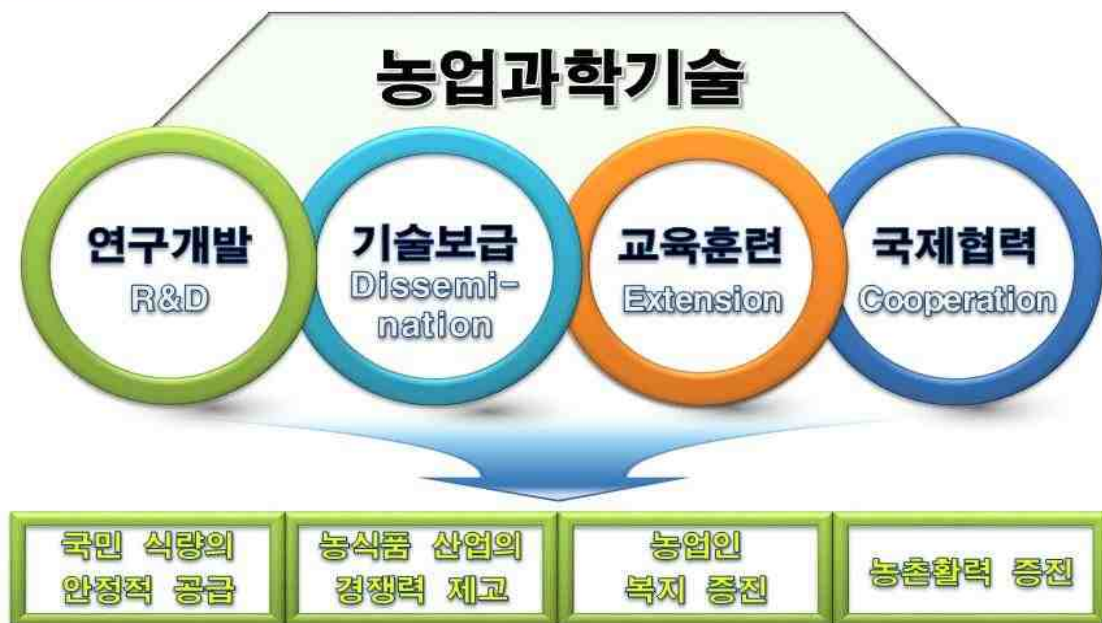 농업과학기술
연구개발
R&D
기술보급
Dissemi-
nation
교육훈련
Extension
국제협력
Cooperation
국민 식량의
안정적 공급
농식품 산업의
경쟁력 제고
농업인
복지 증진
농촌활력 증진